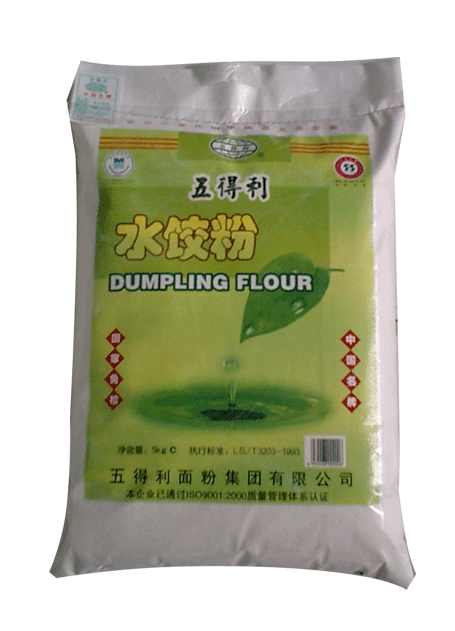 五得利
水饺粉
DUMPLING FLOUR
国家免检
中国名牌
净含量：5kg C 执行标准：LS/T3203-1993
五得利面粉集团有限公司
本企业已通过ISO9001:2000质量管理体系认证